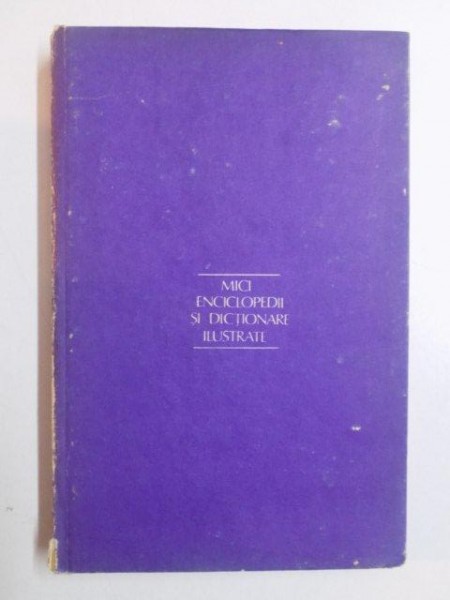 MICI
ENCICLOPEDII
ȘI DICȚIONARE
ILUSTRATE